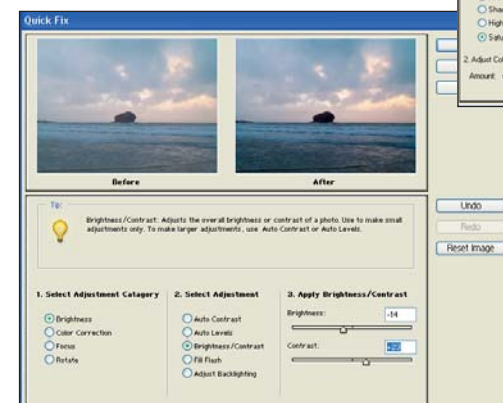 Quick Fix
Before
After
Tip:
Brightness/Contrast: Adjusts the overall brightness or contrast of a photo. Use to make small
adjustments only. To make larger adjustments, use Auto Contrast or Auto Levels.
1. Select Adjustment Catagory
Brightness
Color Correction
Focus
Rotate
2. Select Adjustment
Auto Contrast
Auto Levels
Brightness/Contrast
Fill Flash
Adjust Backlighting
3. Apply Brightness/Contrast
Brightness: -14
Contrast:
Undo
Redo
Reset Image
2. Adjust
Amount: